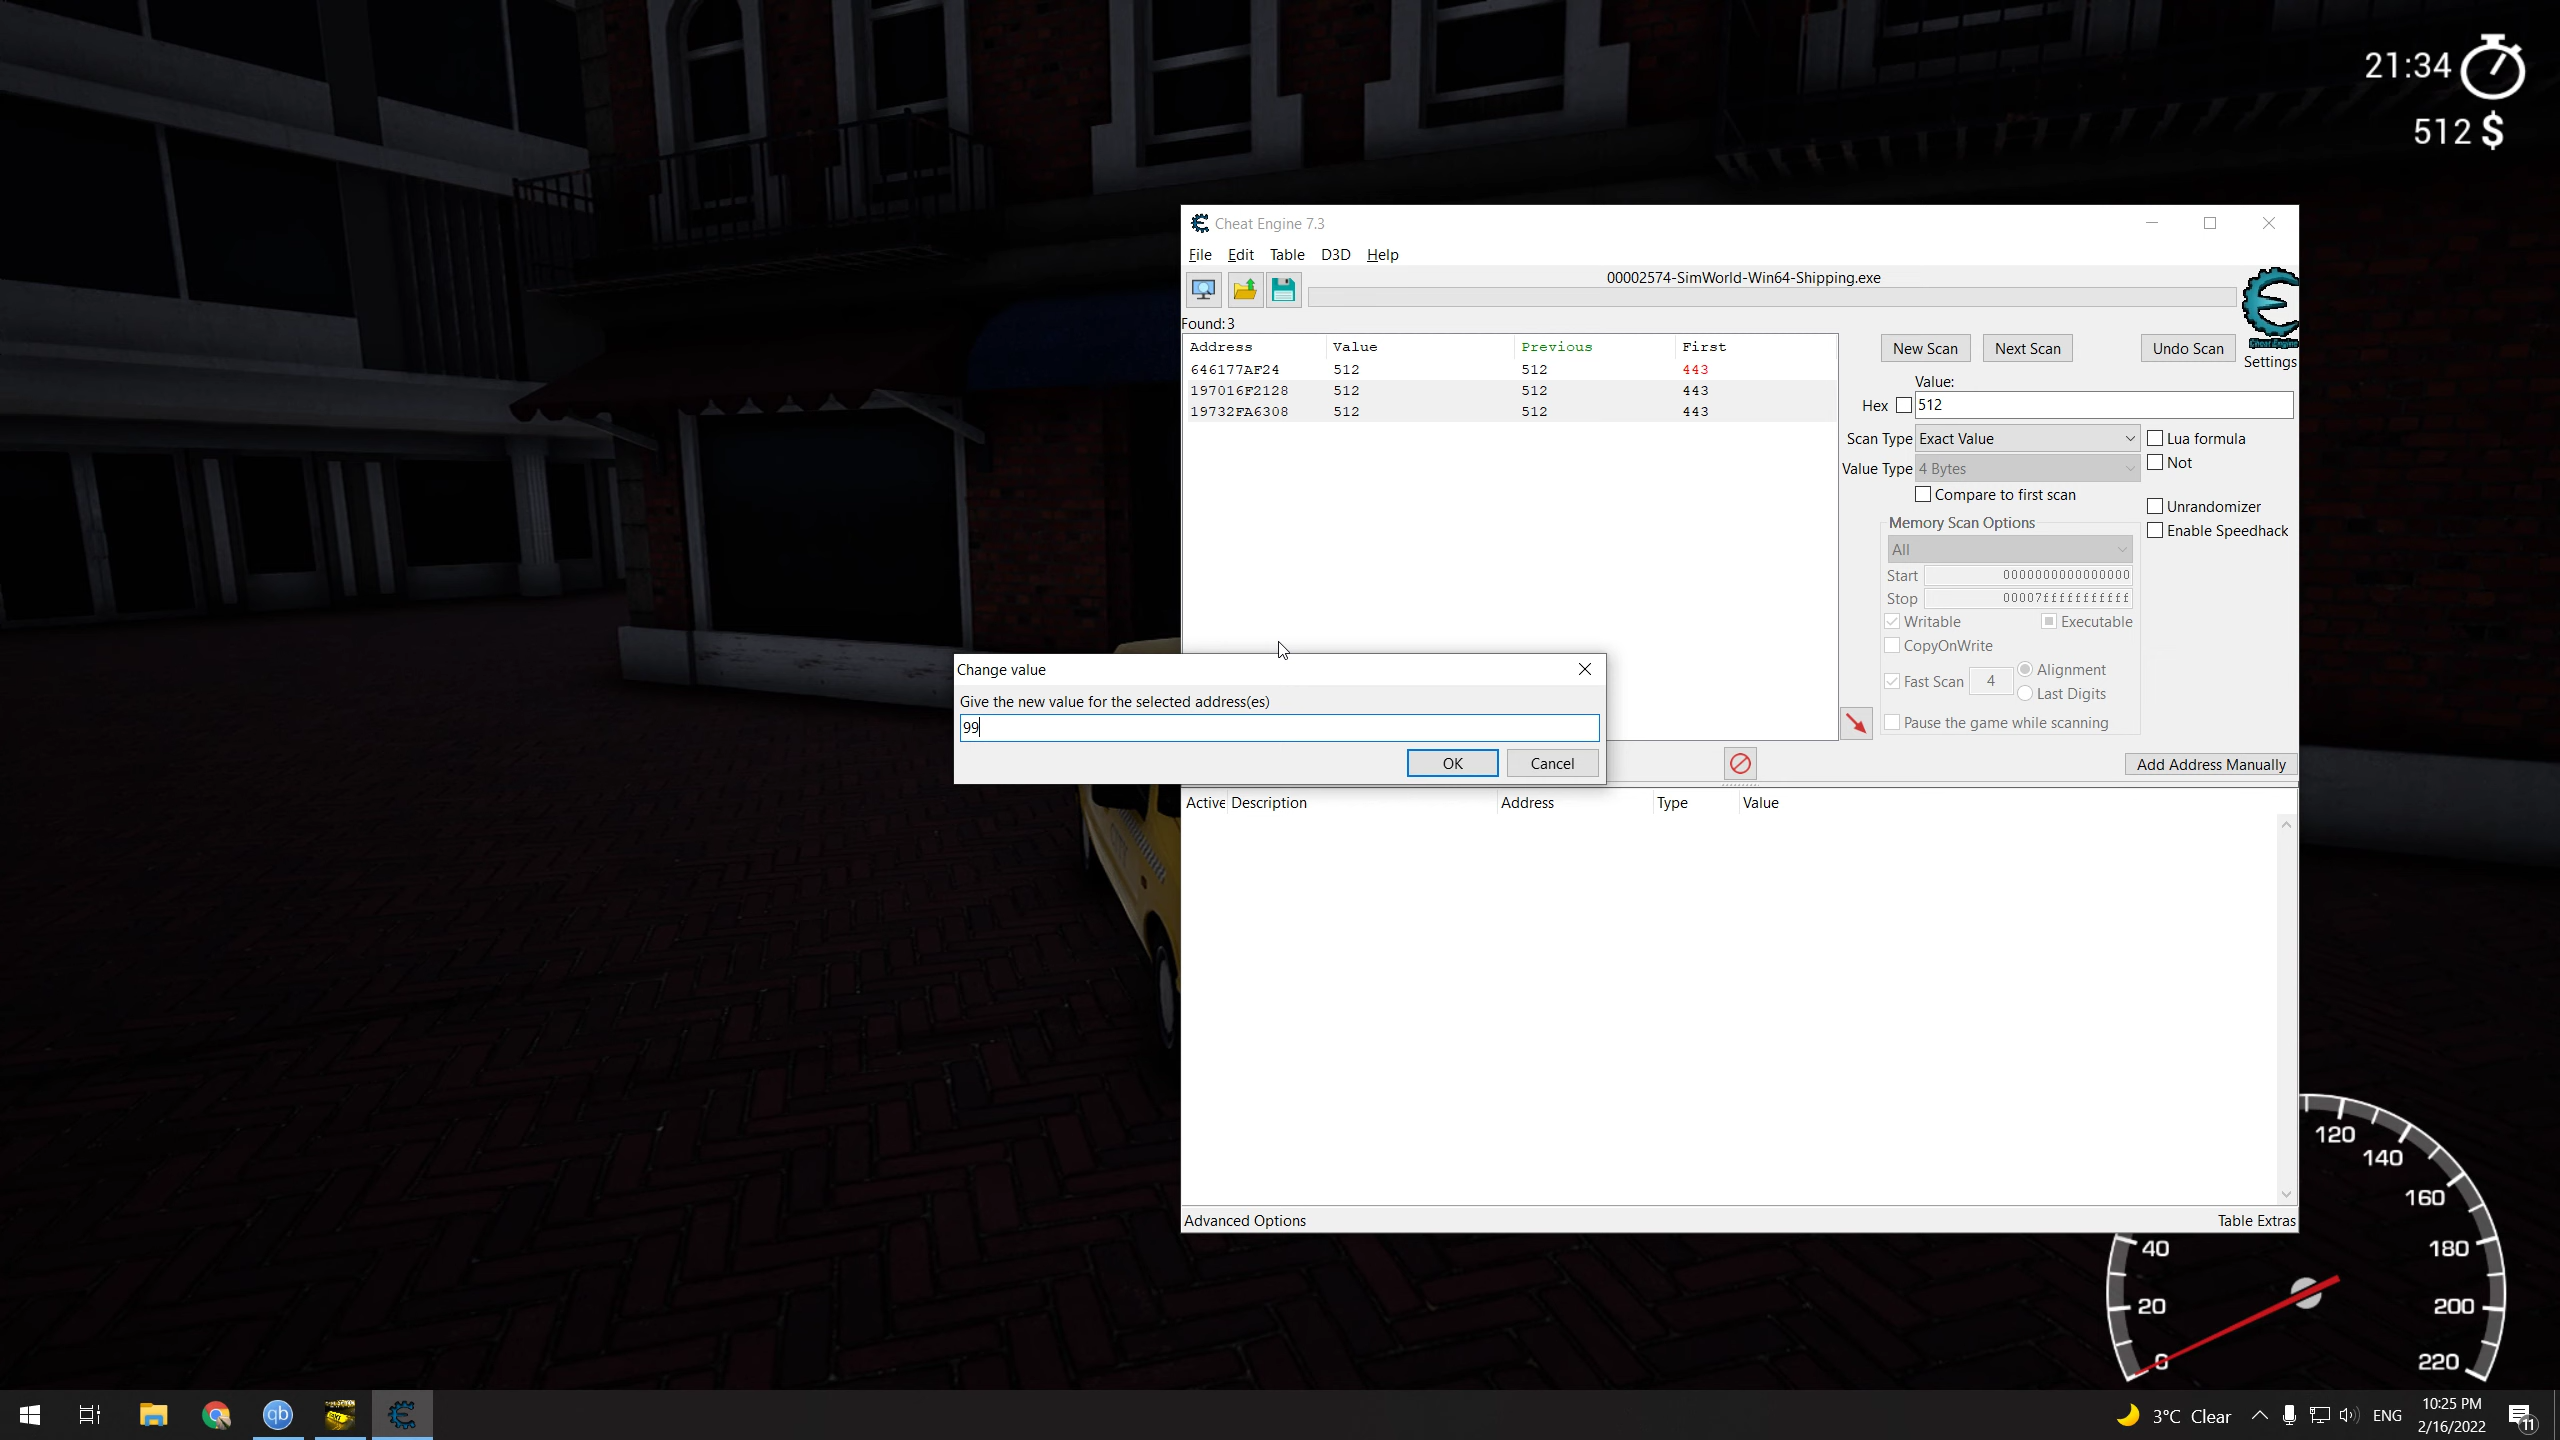 21:34
512 $
Cheat Engine 7.3
File Edit Table D3D Help
00002574-SimWorld-Win64-Shipping.exe
Found:3
Address Value Previous First
646177AF24 512 512 443
197016F2128 512 512 443
19732FA6308 512 512 443
New Scan Next Scan Undo Scan
Cheat Engine
Settings
Value:
Hex 512
Scan Type Exact Value Lua formula
Value Type 4 Bytes Not
Compare to first scan
Unrandomizer
Memory Scan Options
Enable Speedhack
All
Start 0000000000000000
Stop 00007fffffffffff
Writable Executable
CopyOnWrite
Fast Scan 4 Alignment
Last Digits
Pause the game while scanning
Add Address Manually
Change value
Give the new value for the selected address(es)
99
OK Cancel
Active Description Address Type Value
Advanced Options Table Extras
120
140
160
180
200
220
40
20
0
qb
3°C Clear
ENG
10:25 PM
2/16/2022
11